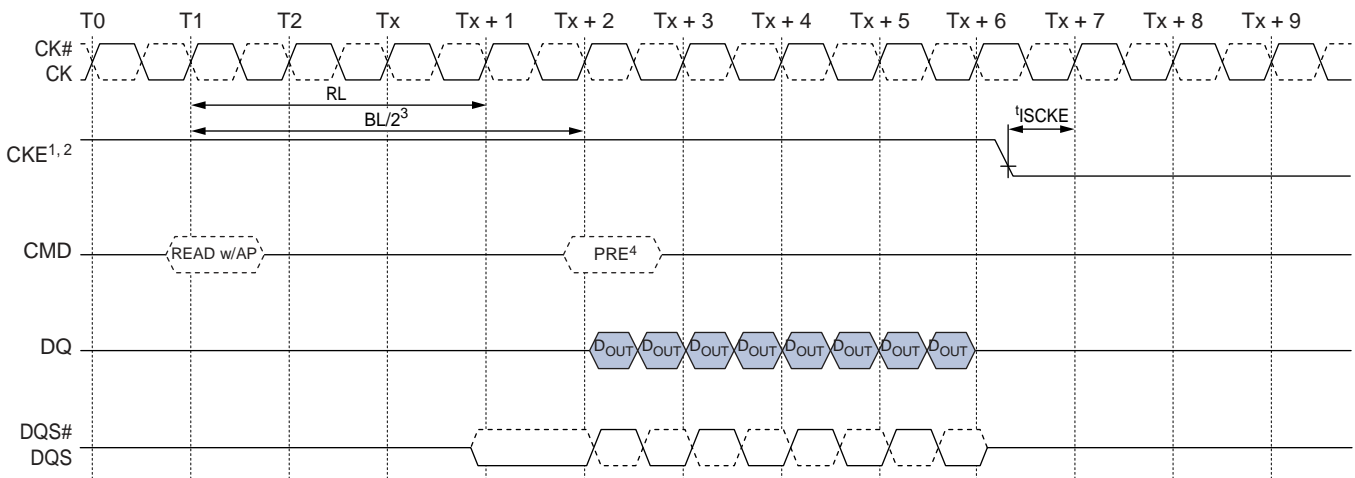 T0 T1 T2 Tx Tx + 1 Tx + 2 Tx + 3 Tx + 4 Tx + 5 Tx + 6 Tx + 7 Tx + 8 Tx + 9
CK#
CK
RL
BL/2³
tISCKE
CKE1, 2
CMD
READ w/AP
PRE⁴
DQ
DOUT DOUT DOUT DOUT DOUT DOUT DOUT DOUT
DQS#
DQS